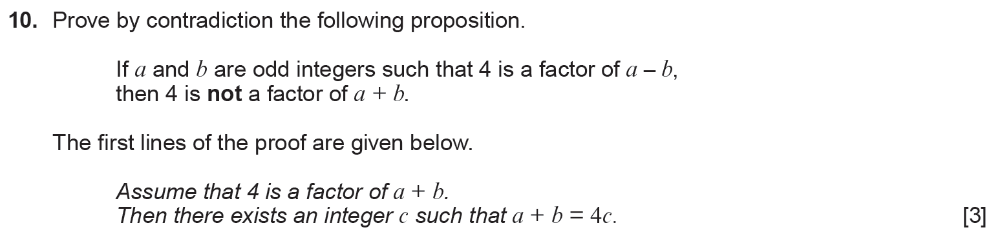 10. Prove by contradiction the following proposition.
If a and b are odd integers such that 4 is a factor of a – b,
then 4 is not a factor of a + b.
The first lines of the proof are given below.
Assume that 4 is a factor of a + b.
Then there exists an integer c such that a + b = 4c. [3]